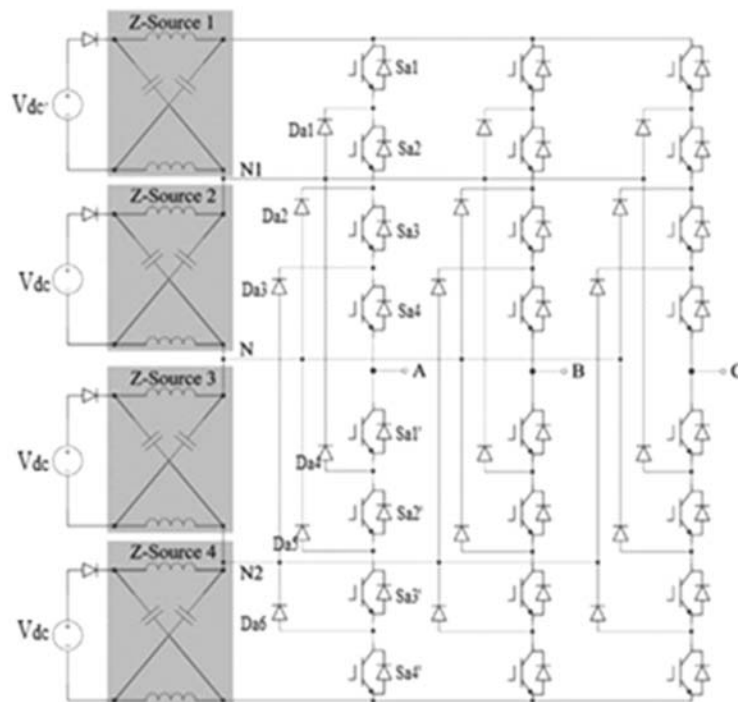 Z-Source 1
Sa1
Vdc
Da1
Sa2
N1
Z-Source 2
Da2
Sa3
Vdc
Da3
Sa4
N
A
B
C
Z-Source 3
Sa1'
Vdc
Da4
Sa2'
Da5
Z-Source 4
N2
Sa3'
Vdc
Da6
Sa4'